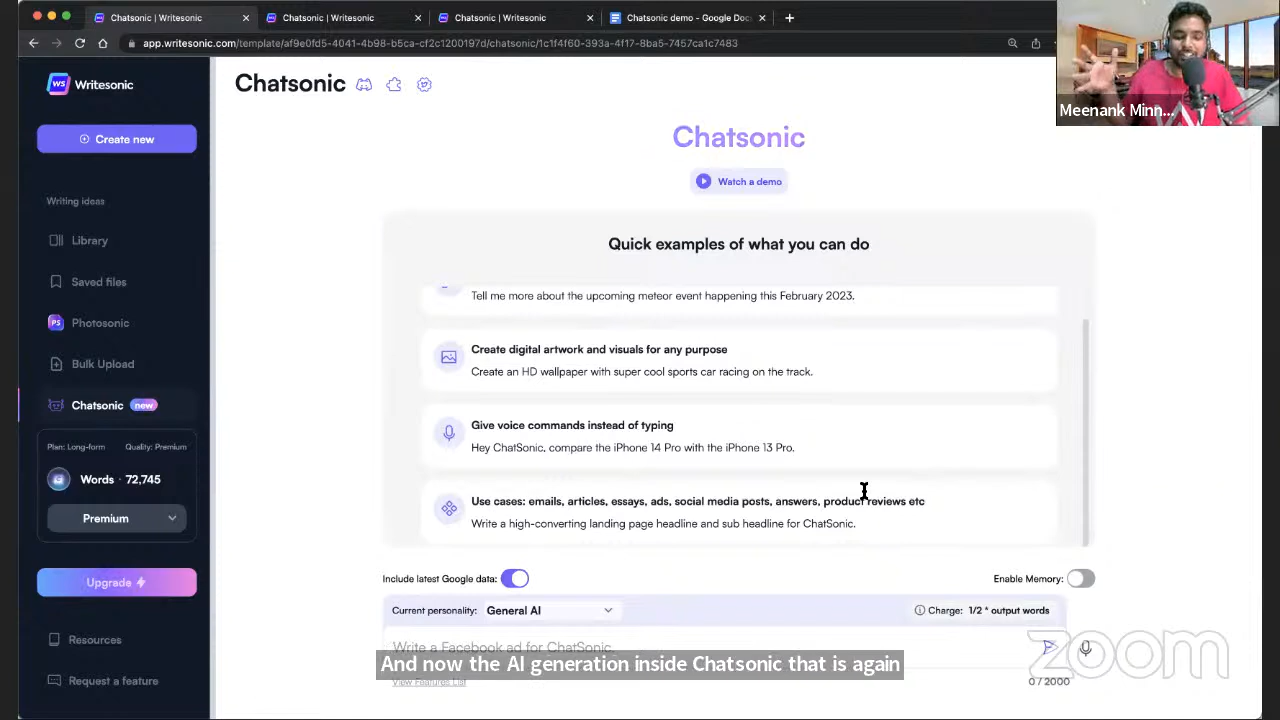 Chatsonic | Writesonic
Chatsonic | Writesonic
Chatsonic | Writesonic
Chatsonic demo - Google Doc
app.writesonic.com/template/af9e0fd5-4041-4b98-b5ca-cf2c1200197d/chatsonic/1c1f4f60-393a-4f17-8ba5-7457ca1c7483
ws Writesonic
Create new
Writing ideas
Library
Saved files
PS Photosonic
Bulk Upload
Chatsonic new
Plan: Long-form Quality: Premium
Words · 72,745
Premium
Upgrade
Resources
Request a feature
Chatsonic
Chatsonic
Watch a demo
Quick examples of what you can do
Tell me more about the upcoming meteor event happening this February 2023.
Create digital artwork and visuals for any purpose
Create an HD wallpaper with super cool sports car racing on the track.
Give voice commands instead of typing
Hey ChatSonic, compare the iPhone 14 Pro with the iPhone 13 Pro.
Use cases: emails, articles, essays, ads, social media posts, answers, product reviews etc
Write a high-converting landing page headline and sub headline for ChatSonic.
Include latest Google data:
Enable Memory:
Current personality: General AI
Charge: 1/2 * output words
Write a Facebook ad for ChatSonic.
And now the AI generation inside Chatsonic that is again
View Features List
0 / 2000
zoom
Meenank Minn...